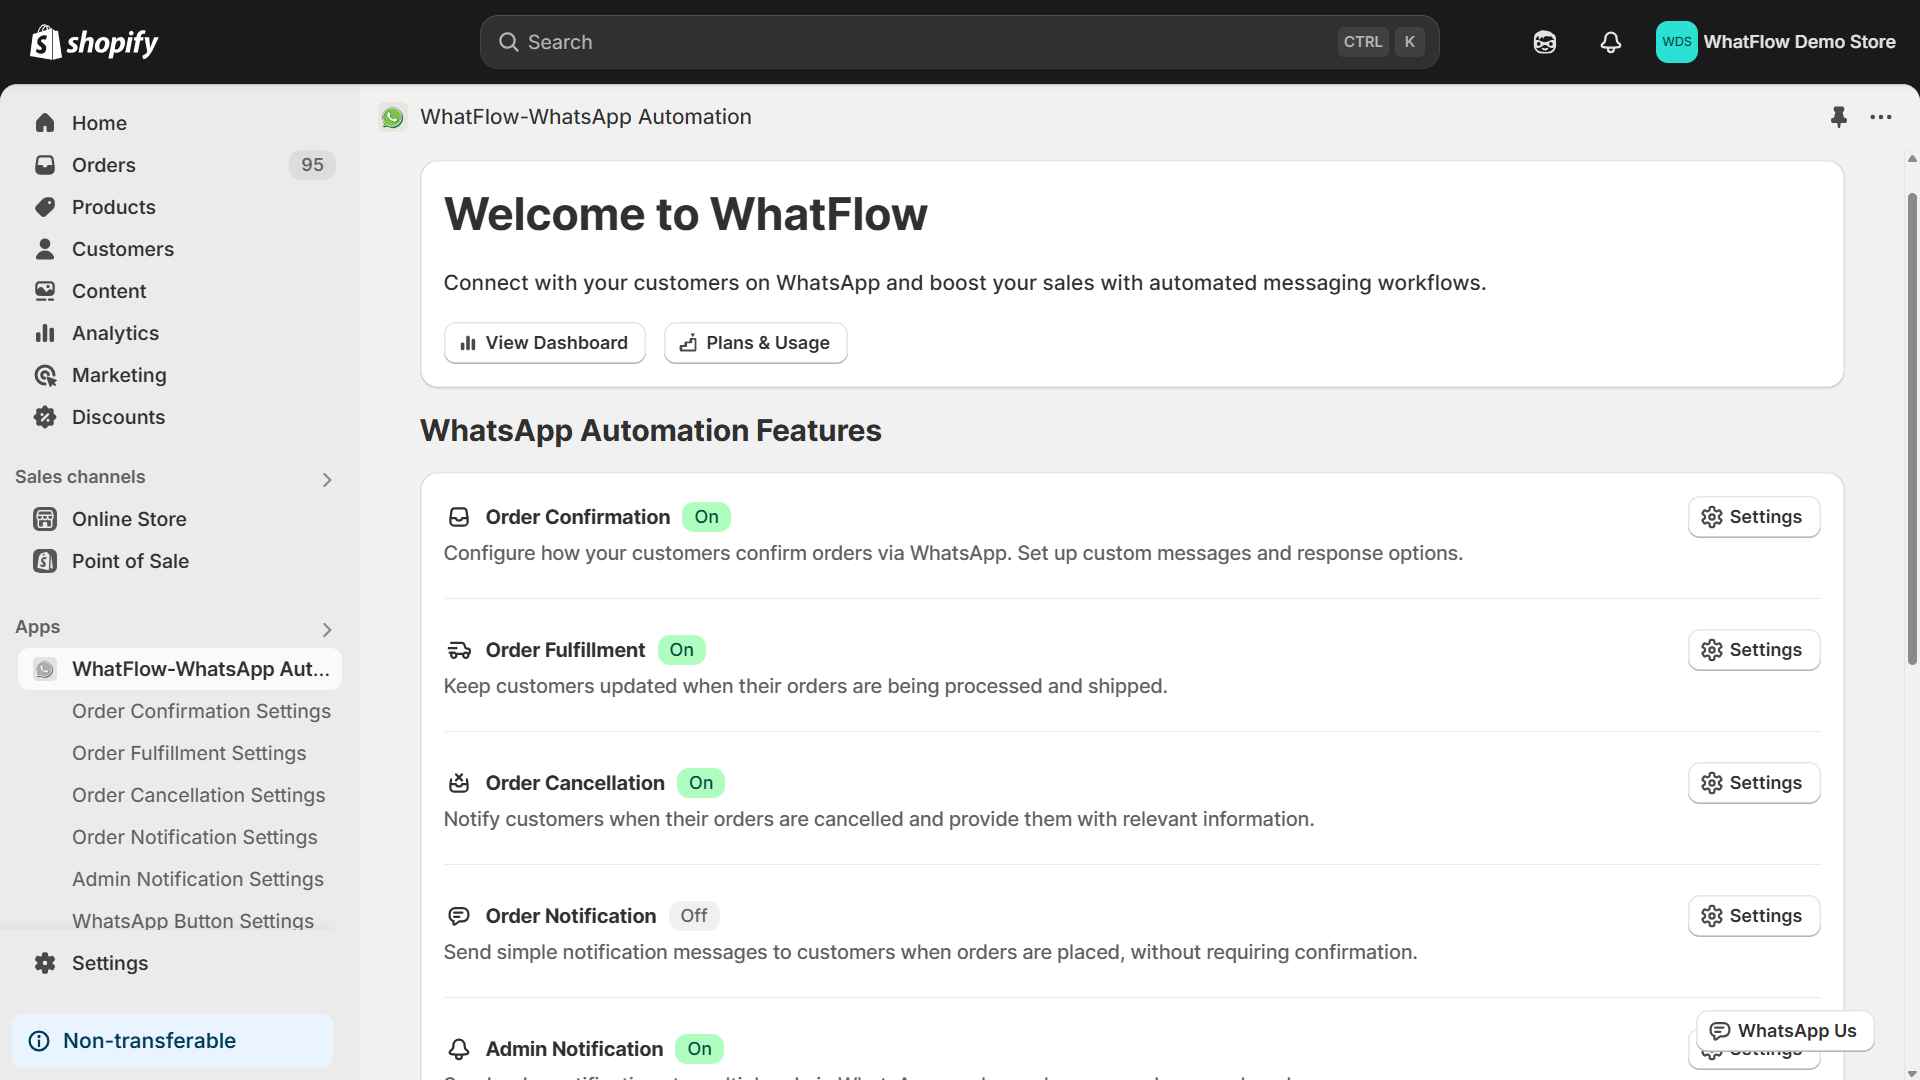 shopify
Search
CTRL K
WDS WhatFlow Demo Store
Home
Orders 95
Products
Customers
Content
Analytics
Marketing
Discounts
Sales channels
Online Store
Point of Sale
Apps
WhatFlow-WhatsApp Aut...
Order Confirmation Settings
Order Fulfillment Settings
Order Cancellation Settings
Order Notification Settings
Admin Notification Settings
WhatsApp Button Settings
Settings
Non-transferable
WhatFlow-WhatsApp Automation
Welcome to WhatFlow
Connect with your customers on WhatsApp and boost your sales with automated messaging workflows.
View Dashboard Plans & Usage
WhatsApp Automation Features
Order Confirmation On Settings
Configure how your customers confirm orders via WhatsApp. Set up custom messages and response options.
Order Fulfillment On Settings
Keep customers updated when their orders are being processed and shipped.
Order Cancellation On Settings
Notify customers when their orders are cancelled and provide them with relevant information.
Order Notification Off Settings
Send simple notification messages to customers when orders are placed, without requiring confirmation.
Admin Notification On
WhatsApp Us
Settings